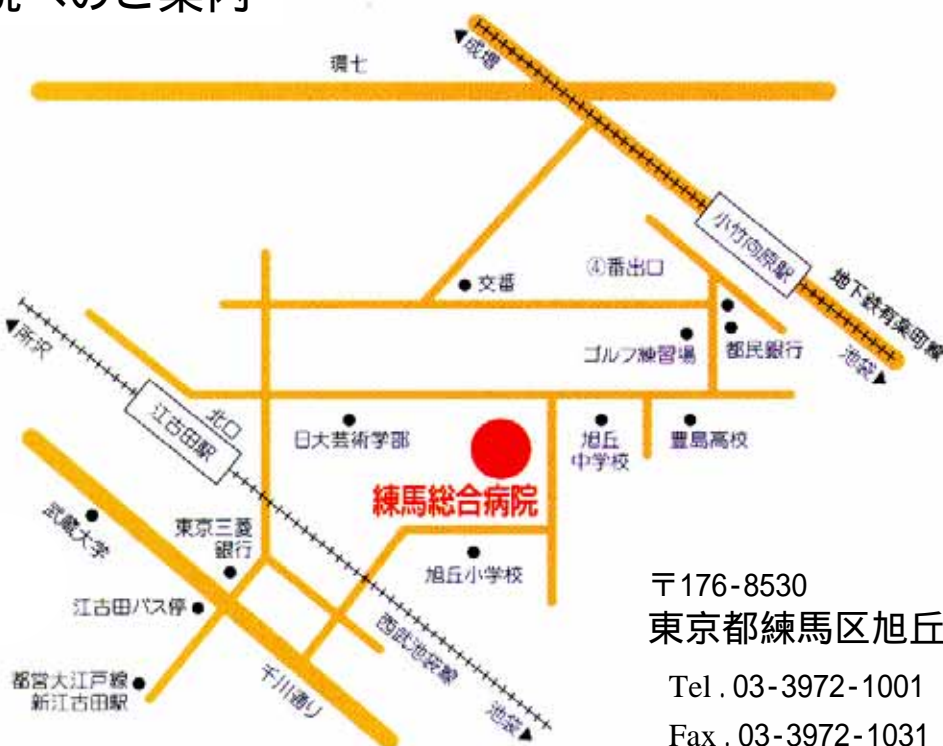 院へのご案内
環七
▲成増
小竹向原駅
地下鉄有楽町線
池袋▲
④番出口
交番
都民銀行
ゴルフ練習場
▲所沢
江古田駅
北口
日大芸術学部
旭丘
中学校
豊島高校
練馬総合病院
武蔵大学
東京三菱
銀行
旭丘小学校
江古田バス停
西武池袋線
都営大江戸線
新江古田駅
千川通り
池袋▲
〒176-8530
東京都練馬区旭丘
Tel . 03-3972-1001
Fax . 03-3972-1031